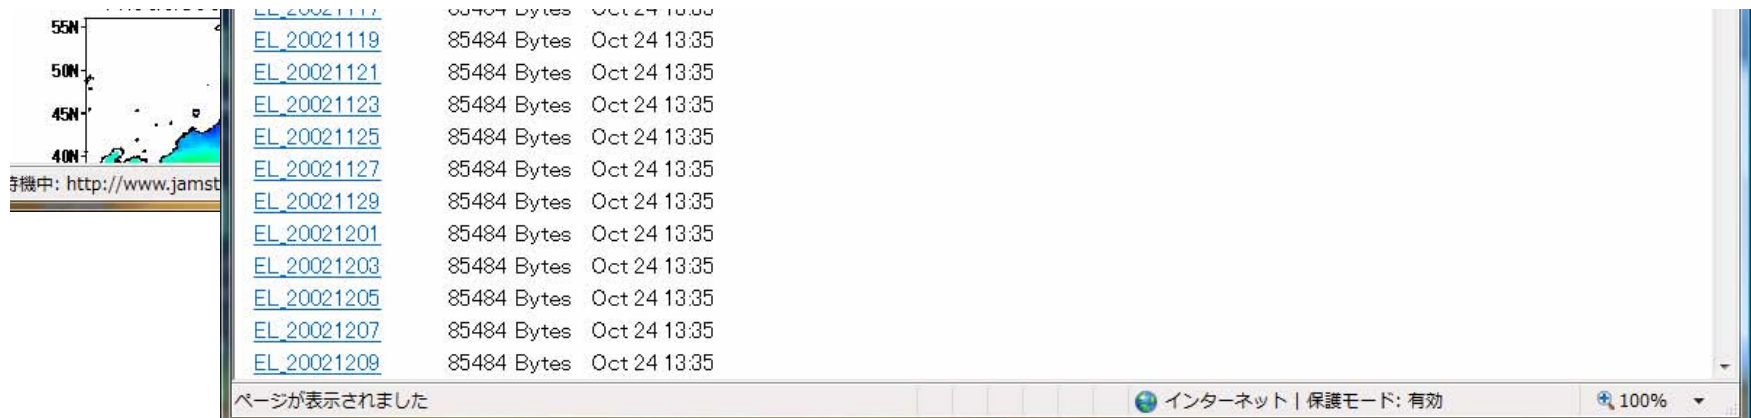 55N
50N
45N
40N
待機中: http://www.jamst
EL_20021117
EL_20021119 85484 Bytes Oct 24 13:35
EL_20021121 85484 Bytes Oct 24 13:35
EL_20021123 85484 Bytes Oct 24 13:35
EL_20021125 85484 Bytes Oct 24 13:35
EL_20021127 85484 Bytes Oct 24 13:35
EL_20021129 85484 Bytes Oct 24 13:35
EL_20021201 85484 Bytes Oct 24 13:35
EL_20021203 85484 Bytes Oct 24 13:35
EL_20021205 85484 Bytes Oct 24 13:35
EL_20021207 85484 Bytes Oct 24 13:35
EL_20021209 85484 Bytes Oct 24 13:35
ページが表示されました インターネット | 保護モード: 有効 100%